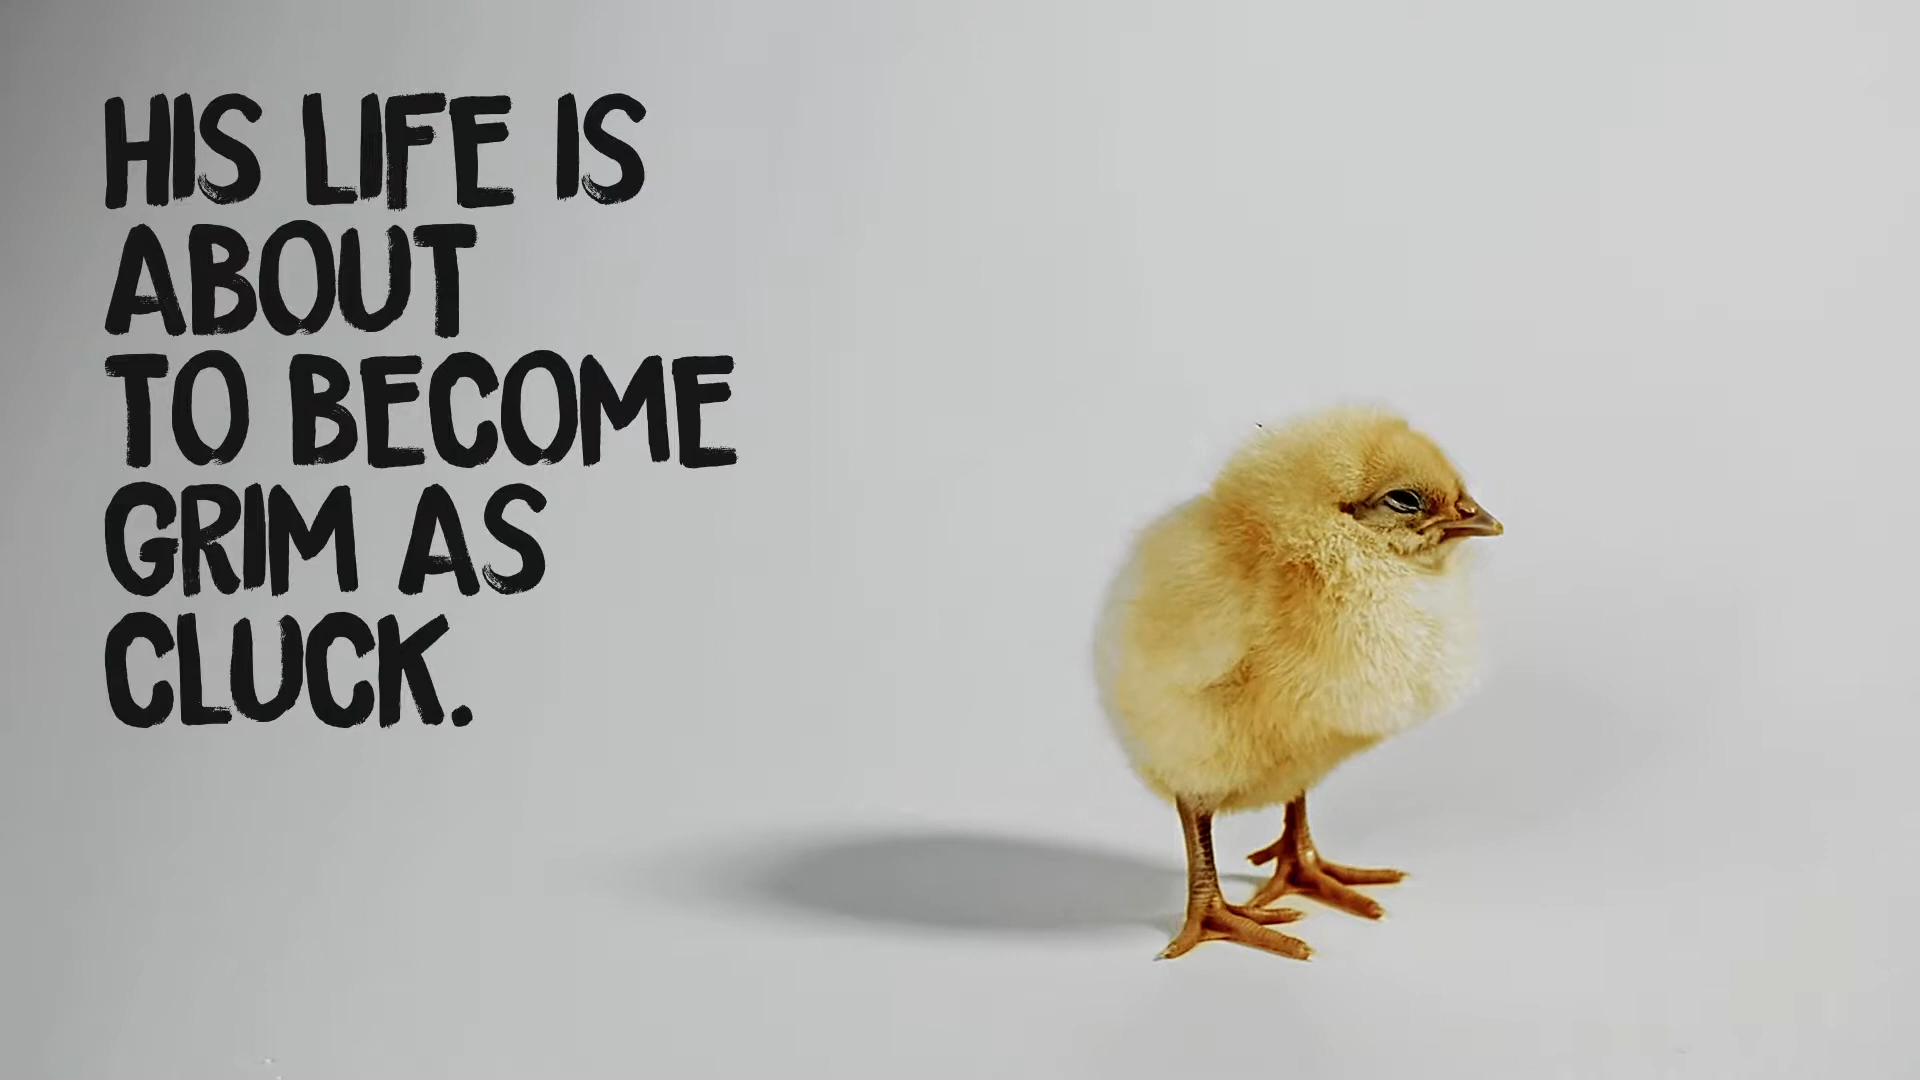 HIS LIFE IS
ABOUT
TO BECOME
GRIM AS
CLUCK.